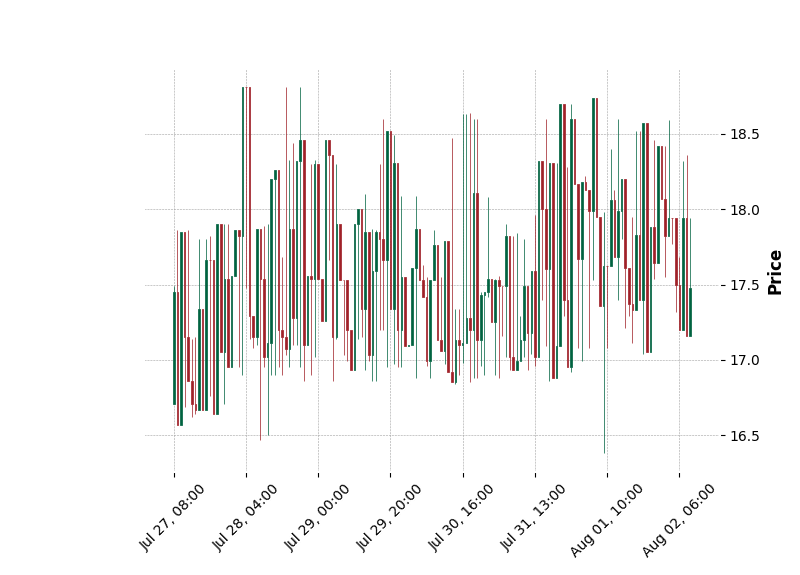 18.5
18.0
17.5
17.0
16.5
Price
Jul 27, 08:00
Jul 28, 04:00
Jul 29, 00:00
Jul 29, 20:00
Jul 30, 16:00
Jul 31, 13:00
Aug 01, 10:00
Aug 02, 06:00